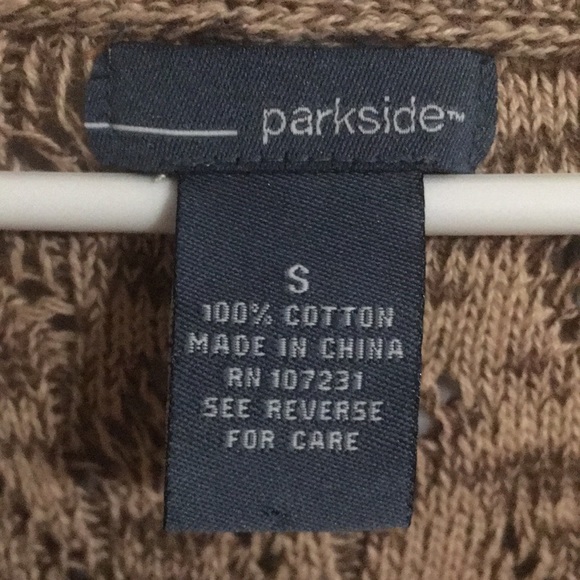 parkside™
S
100% COTTON
MADE IN CHINA
RN 107231
SEE REVERSE
FOR CARE